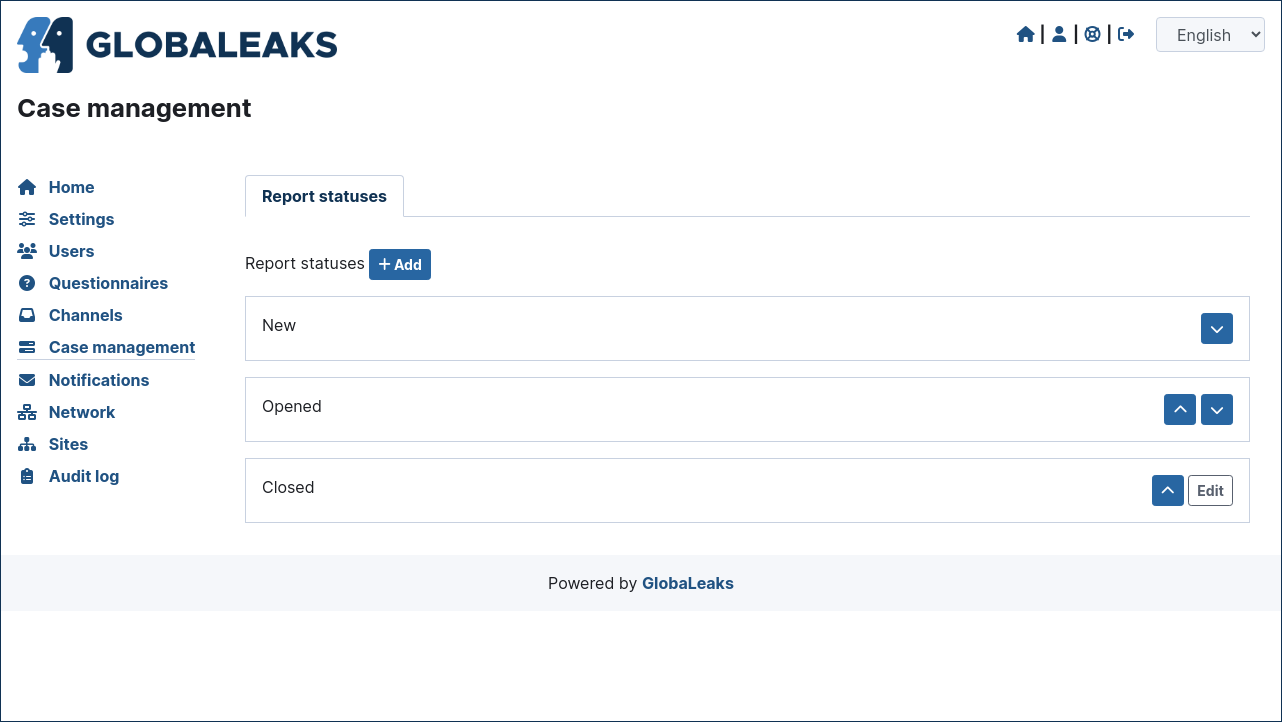 GLOBALEAKS
| | | English
Case management
Home
Settings
Users
Questionnaires
Channels
Case management
Notifications
Network
Sites
Audit log
Report statuses
Report statuses + Add
New
Opened
Closed
Edit
Powered by GlobaLeaks